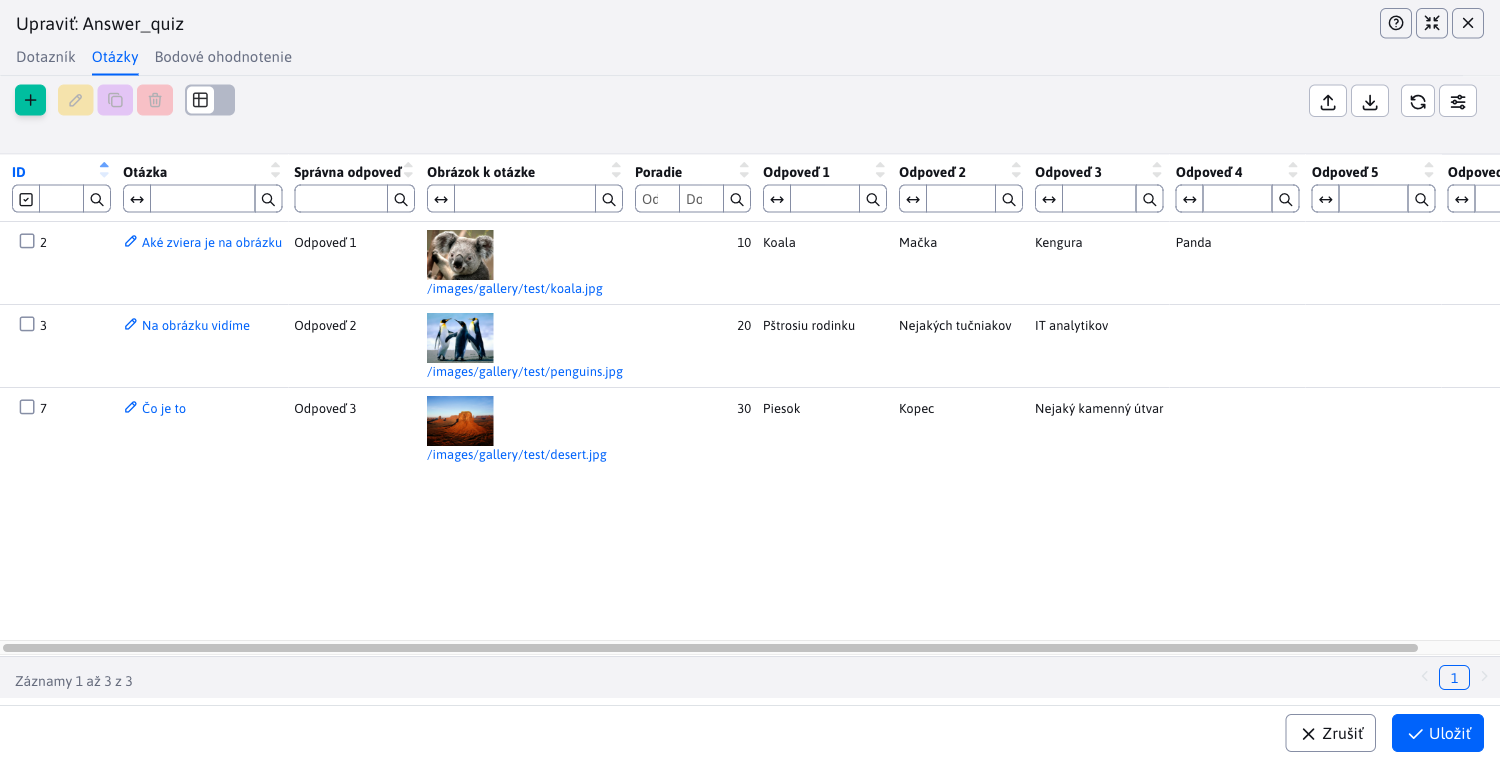 Upraviť: Answer_quiz
Dotazník Otázky Bodové ohodnotenie
ID Otázka Správna odpoveď Obrázok k otázke Poradie Odpoveď 1 Odpoveď 2 Odpoveď 3 Odpoveď 4 Odpoveď 5 Odpoveď
Od Do
2 Aké zviera je na obrázku Odpoveď 1 10 Koala Mačka Kengura Panda
/images/gallery/test/koala.jpg
3 Na obrázku vidíme Odpoveď 2 20 Pštrosiu rodinku Nejakých tučniakov IT analytikov
/images/gallery/test/penguins.jpg
7 Čo je to Odpoveď 3 30 Piesok Kopec Nejaký kamenný útvar
/images/gallery/test/desert.jpg
Záznamy 1 až 3 z 3
1
Zrušiť Uložiť